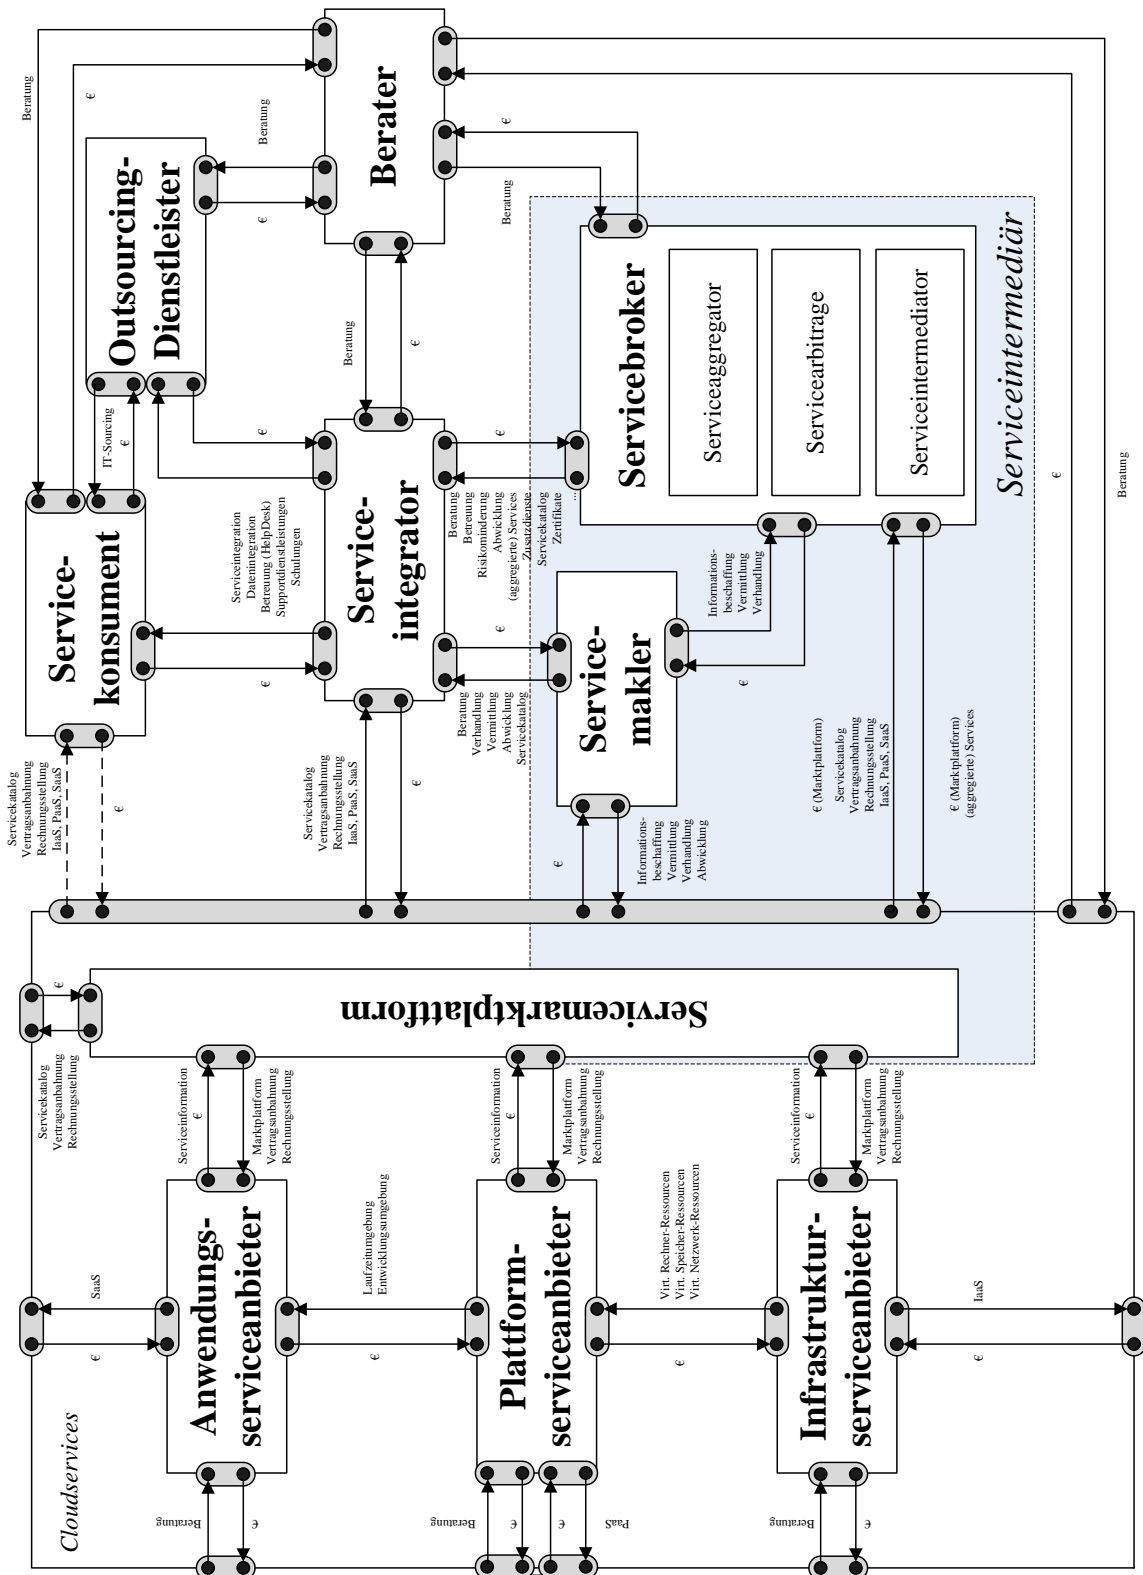 Cloudservices
Beratung
€
Anwendungs-
serviceanbieter
€
SaaS
Serviceinformation
€
Marktplattform
Vertragsanbahnung
Rechnungsstellung
€
Laufzeitumgebung
Entwicklungsumgebung
Beratung
€
€
PaaS
Plattform-
serviceanbieter
Serviceinformation
€
Marktplattform
Vertragsanbahnung
Rechnungsstellung
€
Virt. Rechner-Ressourcen
Virt. Speicher-Ressourcen
Virt. Netzwerk-Ressourcen
Beratung
€
Infrastruktur-
serviceanbieter
Serviceinformation
€
Marktplattform
Vertragsanbahnung
Rechnungsstellung
€
IaaS
Servicekatalog
Vertragsanbahnung
Rechnungsstellung
€
Servicemarktplattform
Servicekatalog
Vertragsanbahnung
Rechnungsstellung
IaaS, PaaS, SaaS
€
Service-
konsument
IT-Sourcing
€
Outsourcing-
Dienstleister
Beratung
€
Beratung
€
Berater
€
Serviceintegration
Datenintegration
Betreuung (HelpDesk)
Supportdienstleistungen
Schulungen
€
Servicekatalog
Vertragsanbahnung
Rechnungsstellung
IaaS, PaaS, SaaS
€
Service-
integrator
Beratung
€
Beratung
€
Beratung
Verhandlung
Vermittlung
Abwicklung
Servicekatalog
€
Beratung
Betreuung
Risikominderung
Abwicklung
(aggregierte) Services
Zusatzdienste
Servicekatalog
Zertifikate
...
€
€
Informations-
beschaffung
Vermittlung
Verhandlung
Abwicklung
Service-
makler
€
Informations-
beschaffung
Vermittlung
Verhandlung
Servicebroker
Serviceaggregator
Servicearbitrage
Serviceintermediator
€ (Marktplattform)
Servicekatalog
Vertragsanbahnung
Rechnungsstellung
IaaS, PaaS, SaaS
€ (Marktplattform)
(aggregierte) Services
Serviceintermediär
€
Beratung